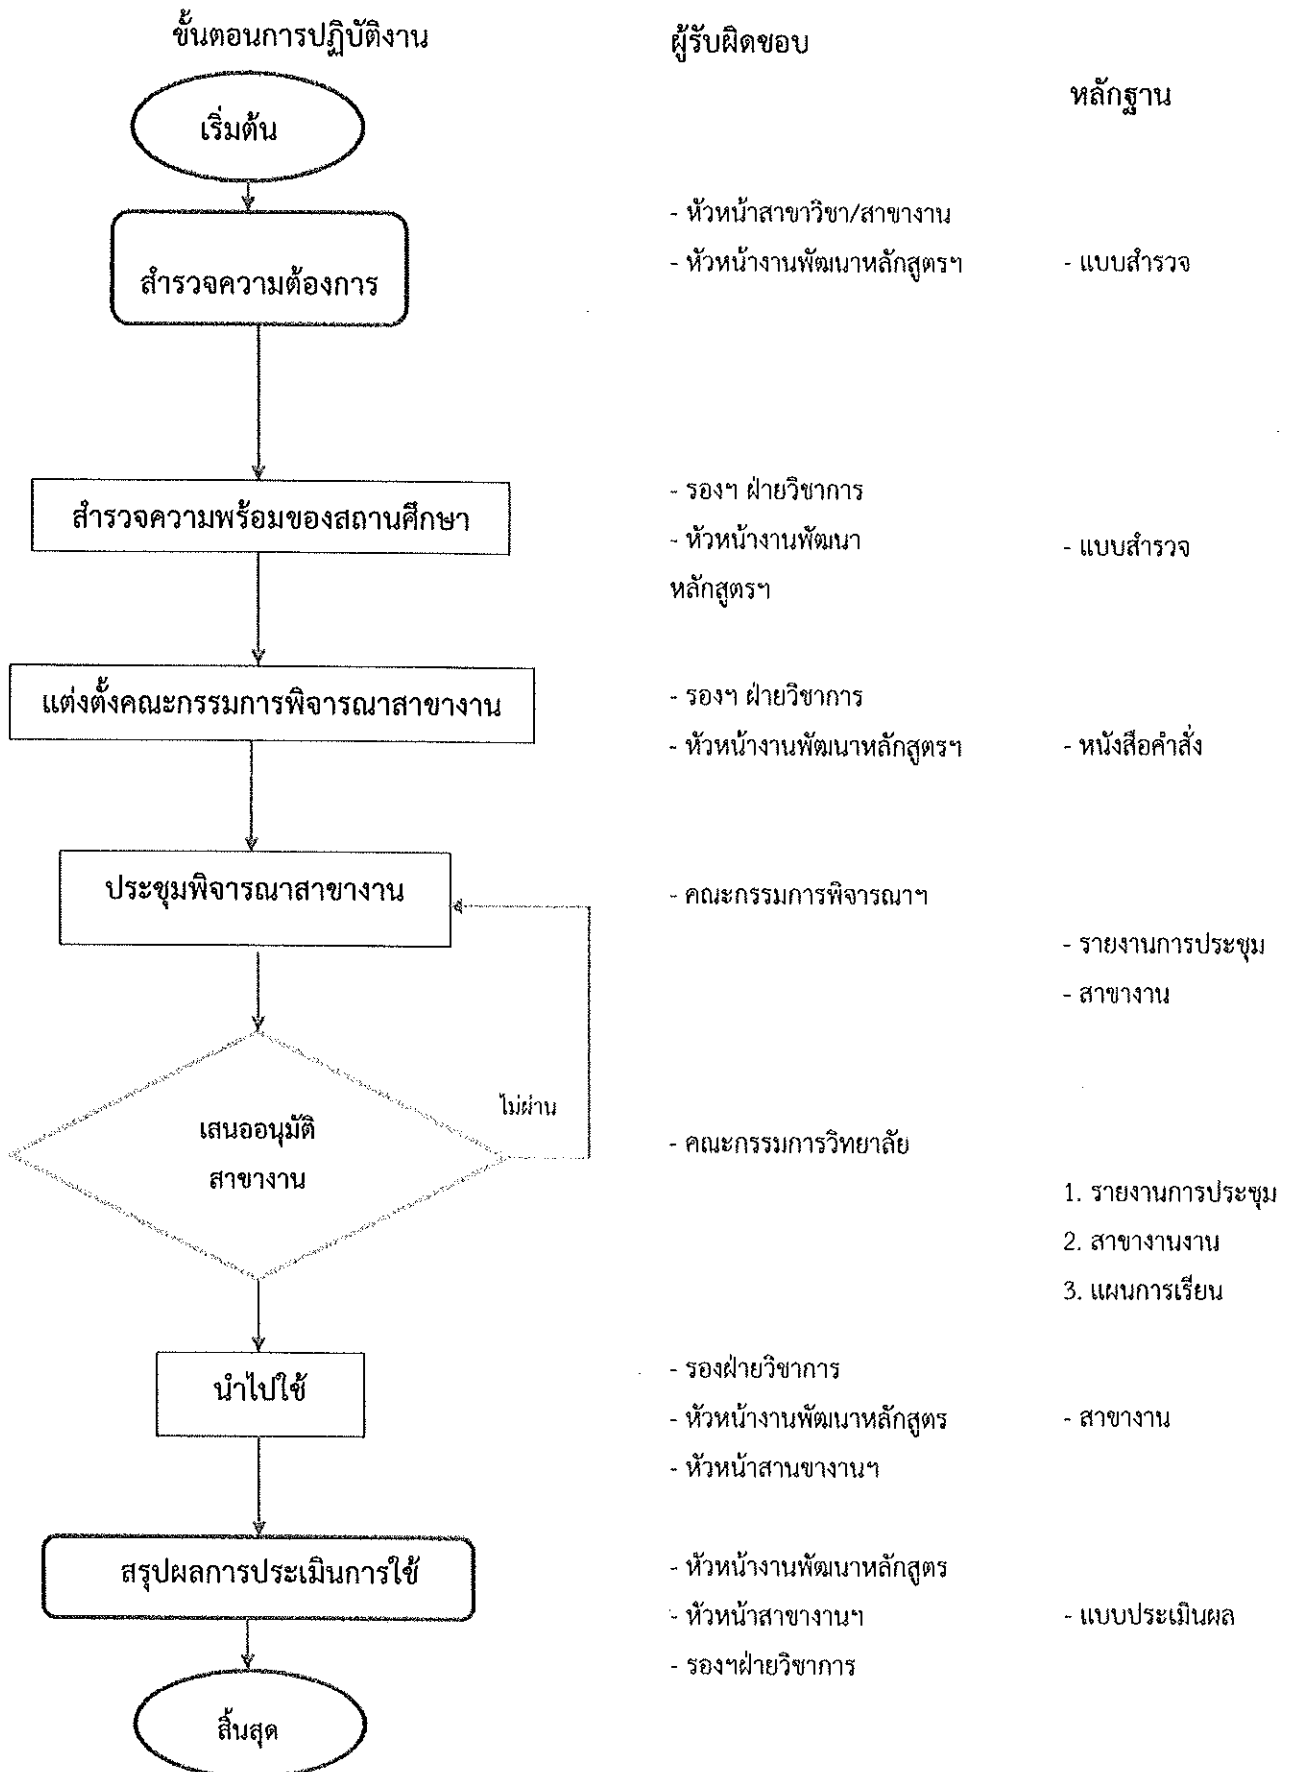 ขั้นตอนการปฏิบัติงาน
ผู้รับผิดชอบ
หลักฐาน
เริ่มต้น
สำรวจความต้องการ
- หัวหน้าสาขาวิชา/สาขางาน
- หัวหน้างานพัฒนาหลักสูตรฯ
- แบบสำรวจ
สำรวจความพร้อมของสถานศึกษา
- รองฯ ฝ่ายวิชาการ
- หัวหน้างานพัฒนา
หลักสูตรฯ
- แบบสำรวจ
แต่งตั้งคณะกรรมการพิจารณาสาขางาน
- รองฯ ฝ่ายวิชาการ
- หัวหน้างานพัฒนาหลักสูตรฯ
- หนังสือคำสั่ง
ประชุมพิจารณาสาขางาน
- คณะกรรมการพิจารณาฯ
- รายงานการประชุม
- สาขางาน
เสนออนุมัติ
สาขางาน
ไม่ผ่าน
- คณะกรรมการวิทยาลัย
1. รายงานการประชุม
2. สาขางานงาน
3. แผนการเรียน
นำไปใช้
- รองฝ่ายวิชาการ
- หัวหน้างานพัฒนาหลักสูตร
- หัวหน้าสานขางานฯ
- สาขางาน
สรุปผลการประเมินการใช้
- หัวหน้างานพัฒนาหลักสูตร
- หัวหน้าสาขางานฯ
- รองฯฝ่ายวิชาการ
- แบบประเมินผล
สิ้นสุด